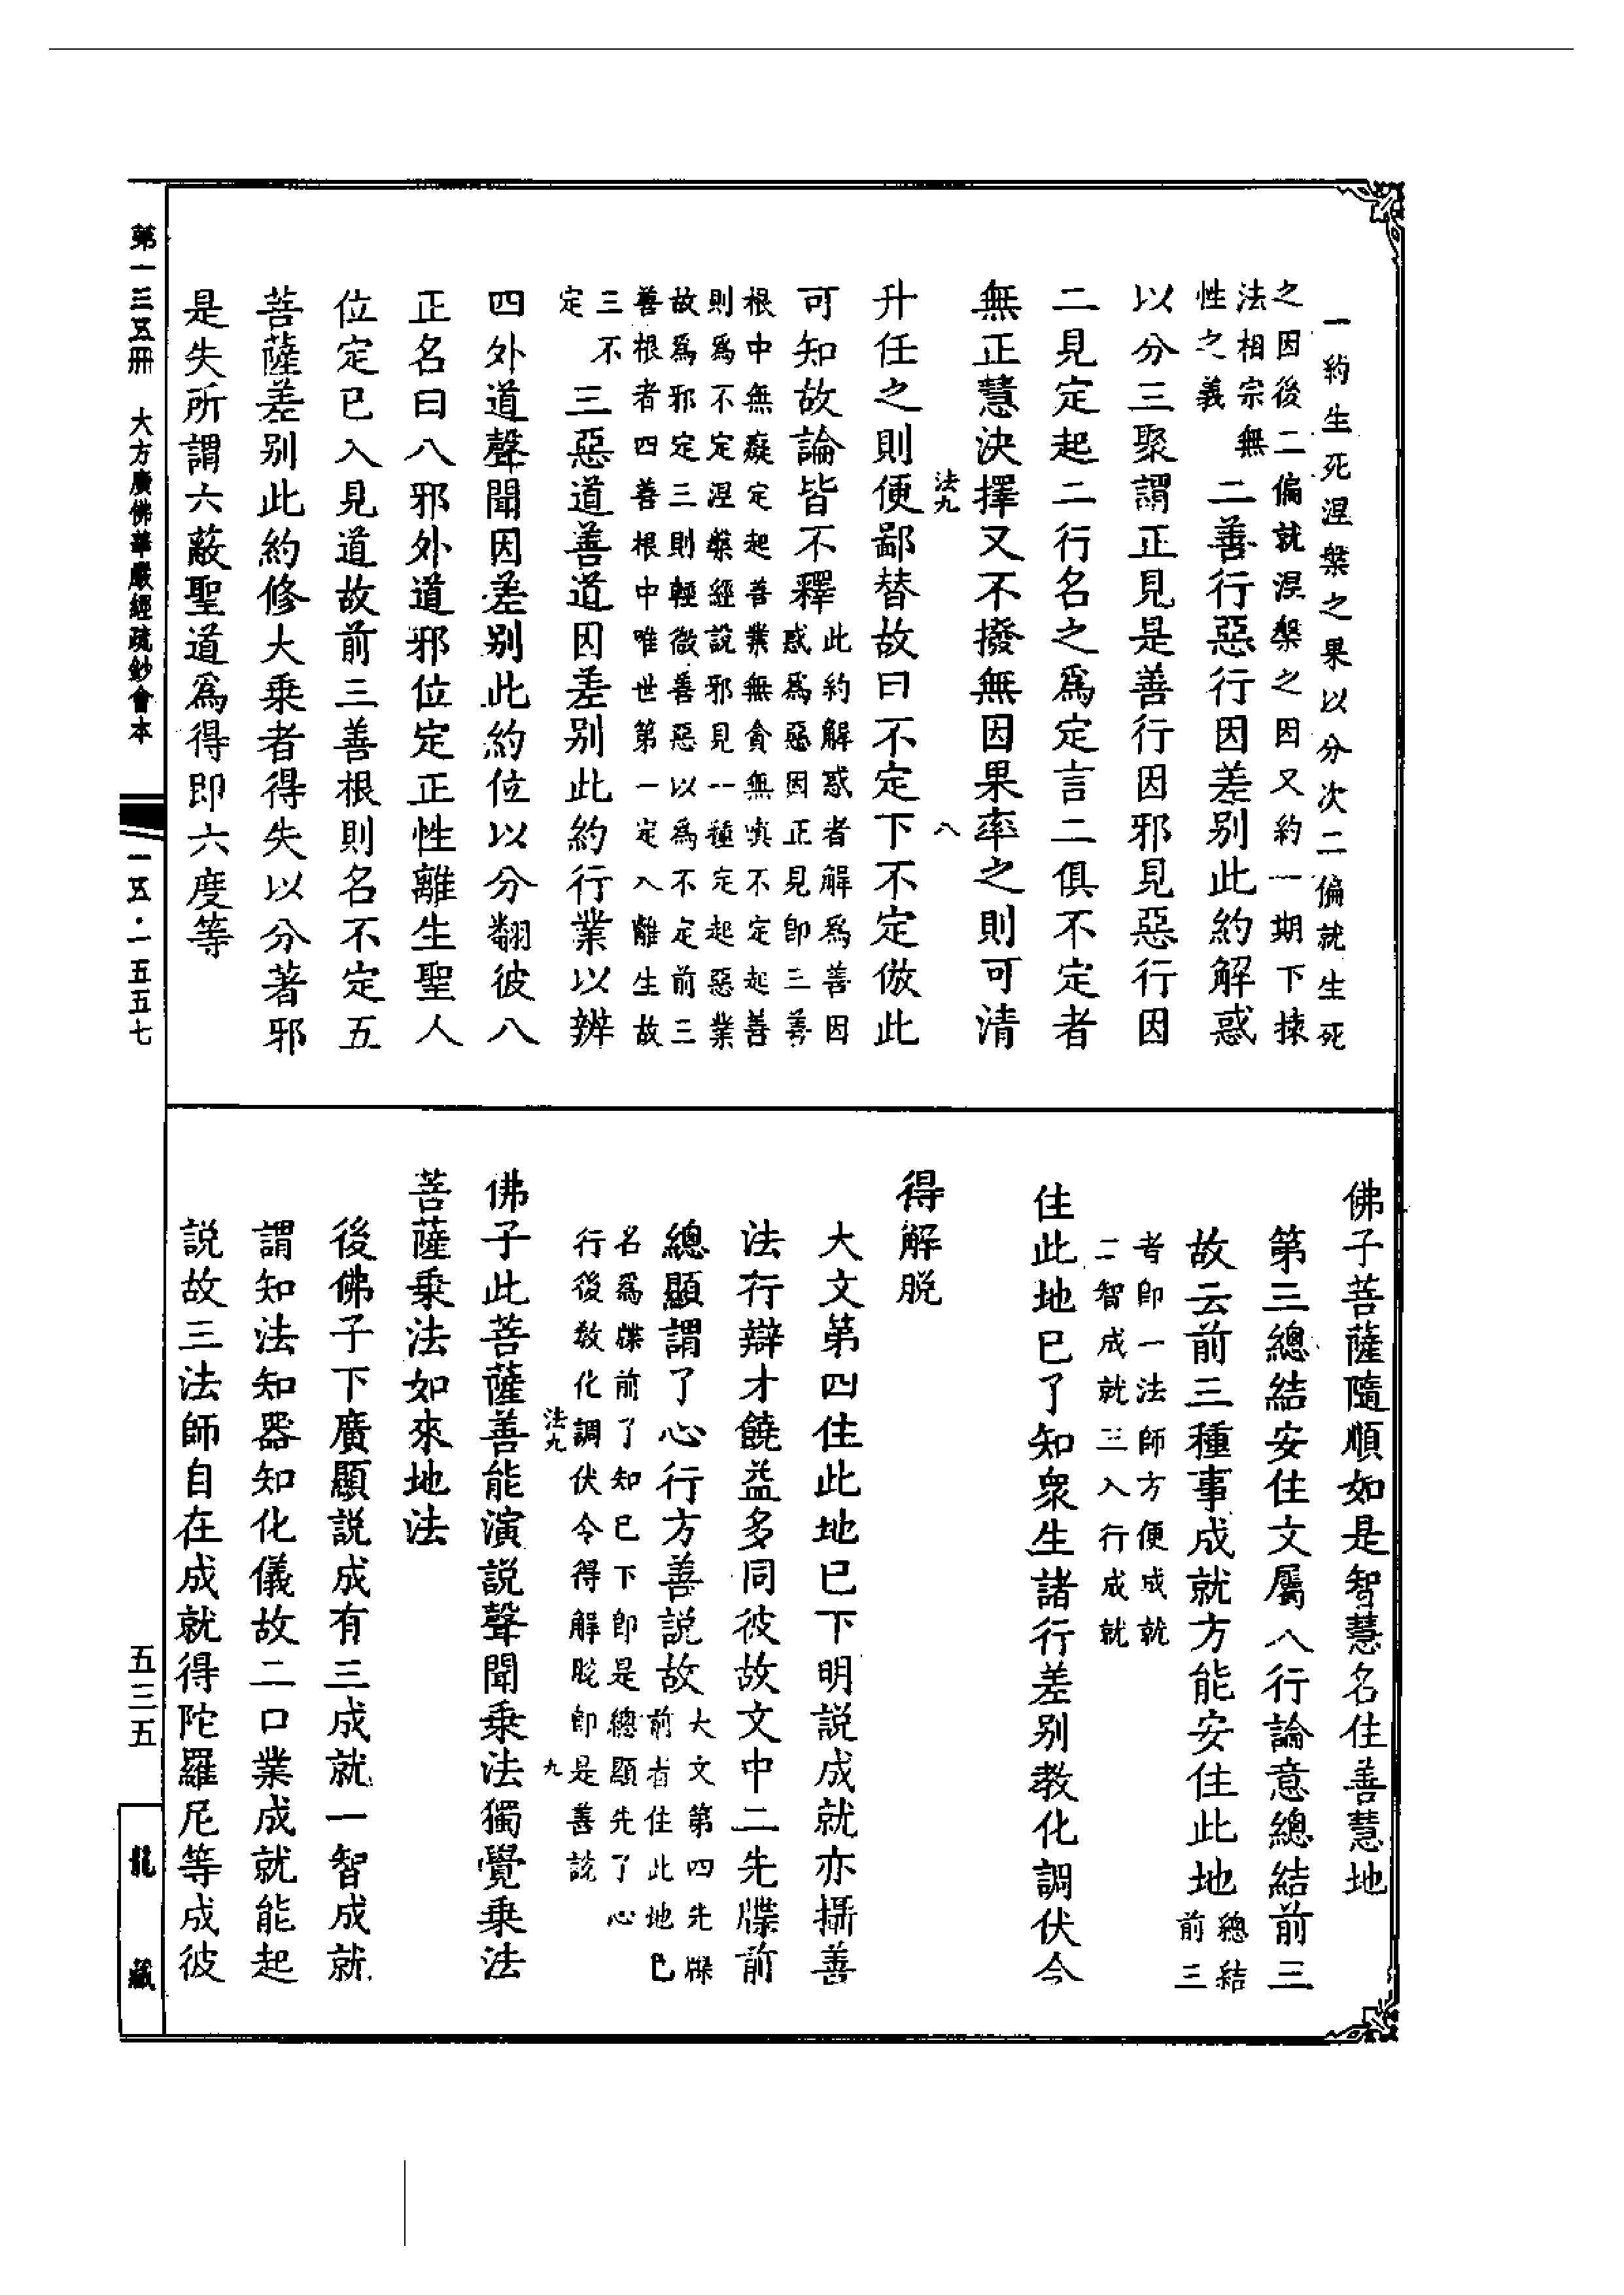 一約生死涅槃之果以分次二偏就生死
之因後二偏就涅槃之因又約一期下揀
法相宗無
性之義
二善行惡行因差别此約解惑
以分三聚謂正見是善行因邪見惡行因
二見定起二行名之爲定言二俱不定者
無正慧決擇又不撥無因果率之則可清
法九 八
升任之則便鄙替故曰不定下不定倣此
可知故論皆不釋
此約解惑者解爲善因
惑爲惡因正見卽三善
根中無癡定起善業無貪無嗔不定起善
則爲不定涅槃經說邪見一種定起惡業
故爲邪定三則輕微善惡以爲不定前三
善根者四善根中唯世第一定入離生故
三不
定
三惡道善道因差别此約行業以辨
四外道聲聞因差别此約位以分翻彼八
正名曰八邪外道邪位定正性離生聖人
位定已入見道故前三善根則名不定五
菩薩差别此約修大乘者得失以分著邪
是失所謂六蔽聖道爲得即六度等
佛子菩薩隨順如是智慧名住善慧地
第三總結安住文屬入行論意總結前三
故云前三種事成就方能安住此地
總結
前三
者卽一法師方便成就
二智成就三入行成就
住此地已了知衆生諸行差别教化調伏令
得解脫
大文第四住此地已下明說成就亦攝善
法行辯才饒益多同彼故文中二先牒前
總顯謂了心行方善說故
大文第四先牒
前者住此地已
名爲牒前了知已下卽是總顯先了心
行後教化調伏令得解脫卽是善說
法九 九
佛子此菩薩善能演説聲聞乘法獨覺乘法
菩薩乘法如來地法
後佛子下廣顯説成有三成就一智成就
謂知法知器知化儀故二口業成就能起
説故三法師自在成就得陀羅尼等成彼
第一三五冊 大方廣佛華嚴經疏鈔會本 一五·一五五七
五三五
龍藏